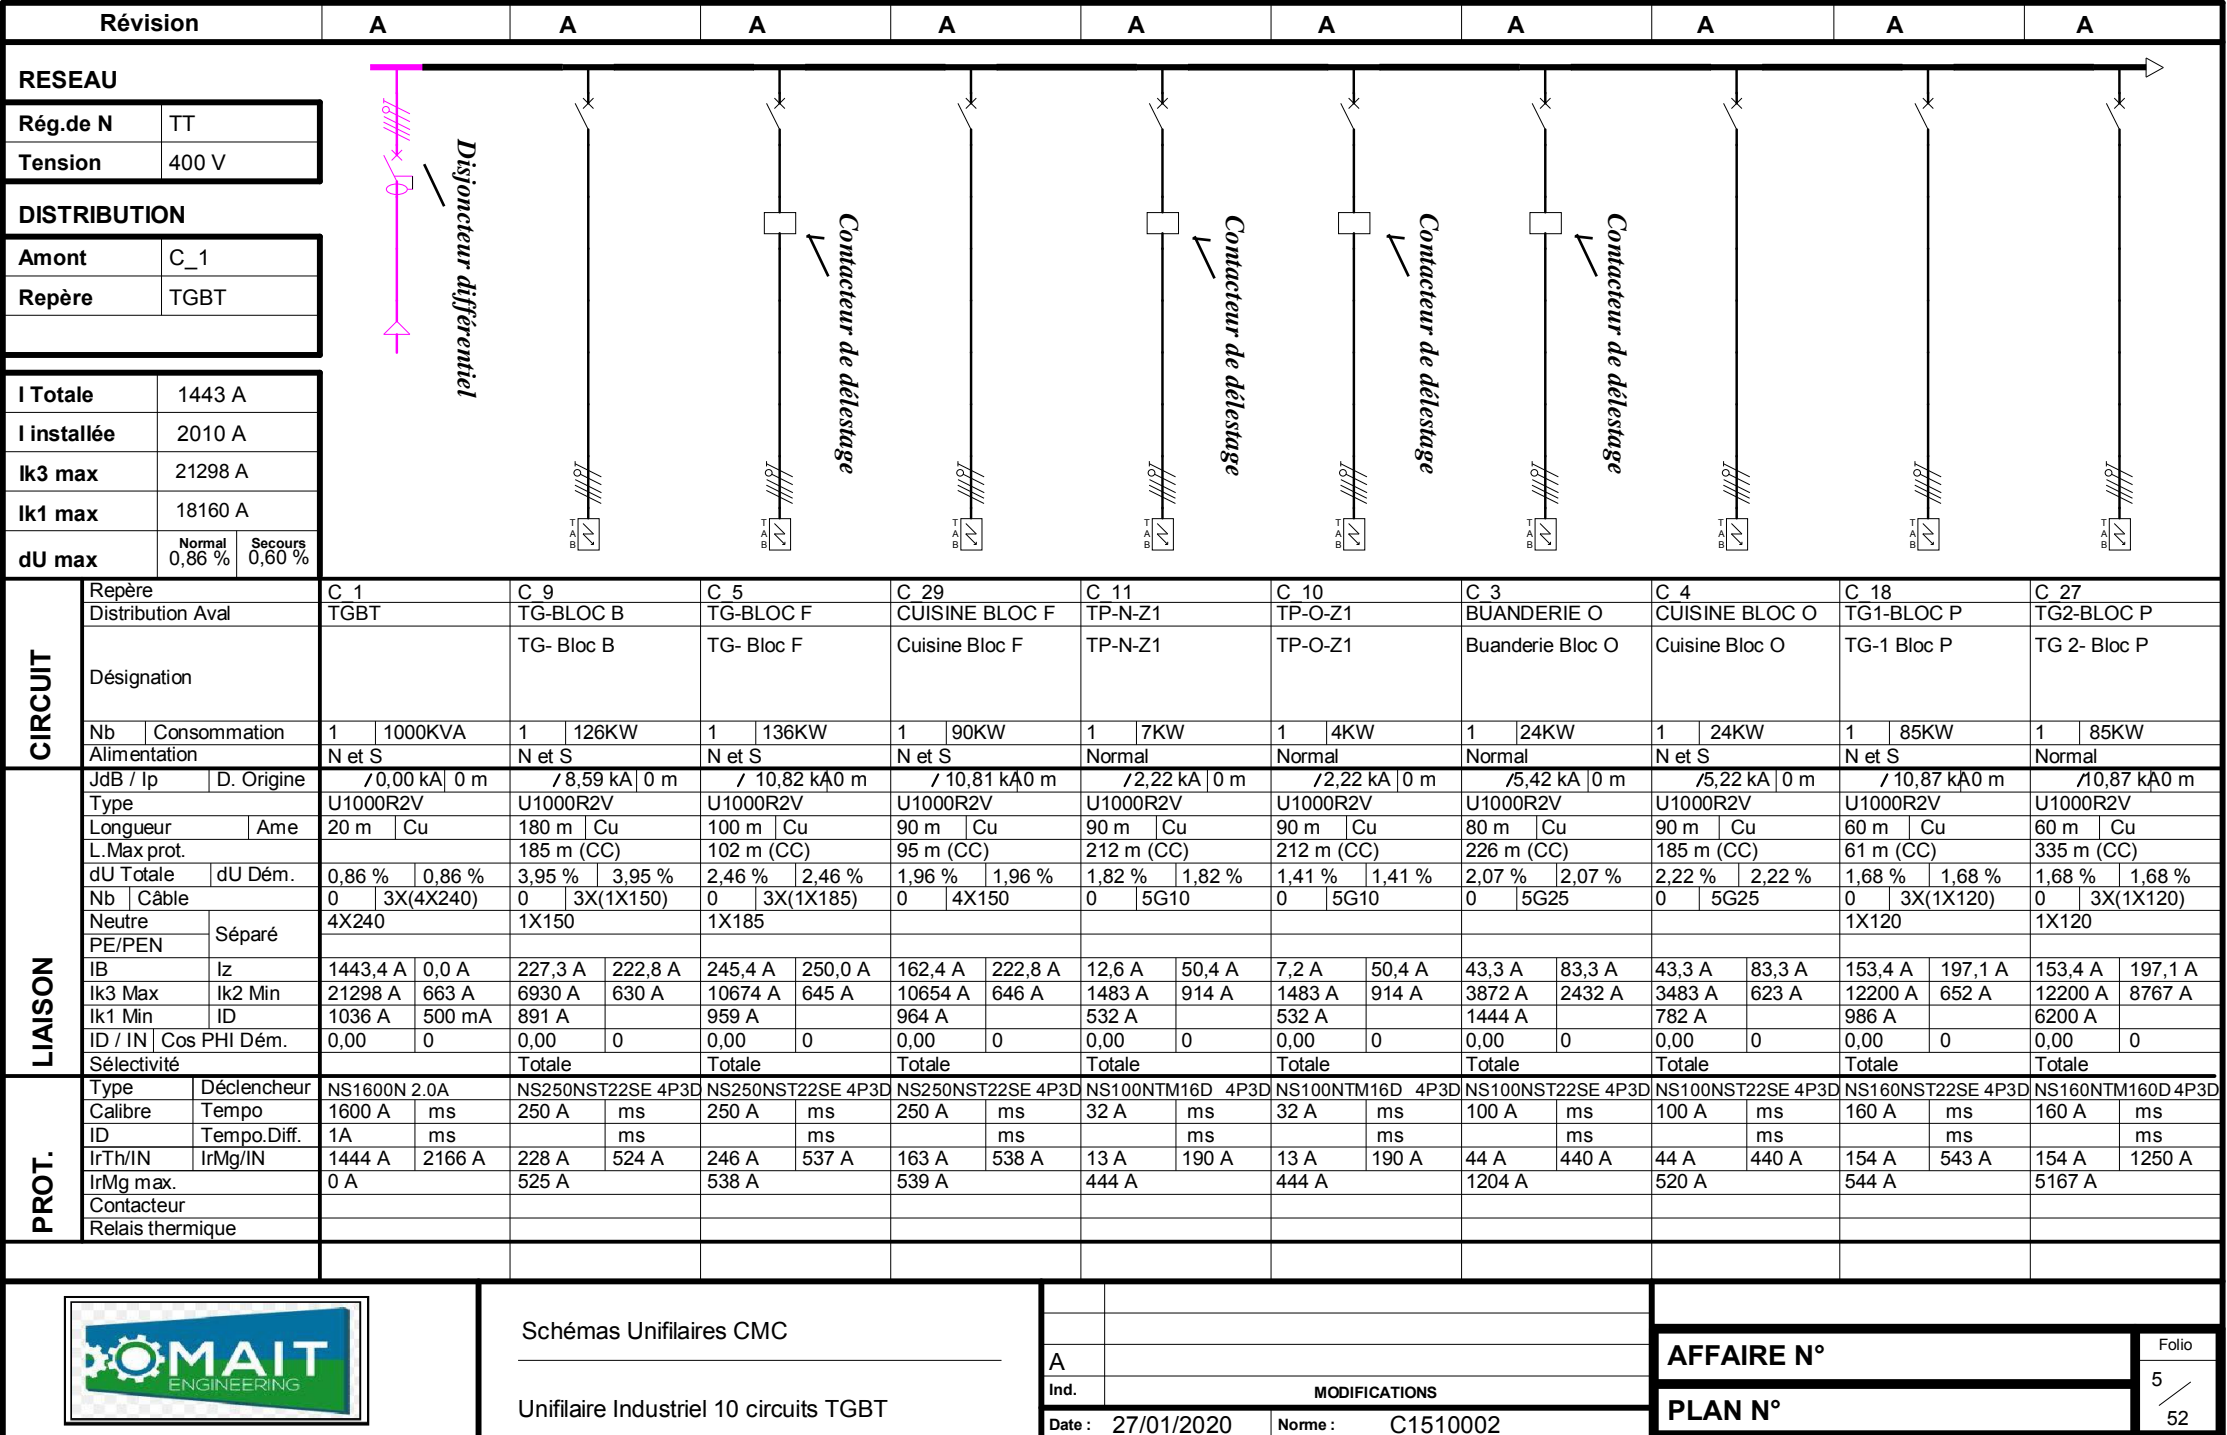 Révision A A A A A A A A A A
RESEAU
Rég.de N TT
Tension 400 V
DISTRIBUTION
Amont C_1
Repère TGBT
I Totale 1443 A
I installée 2010 A
Ik3 max 21298 A
Ik1 max 18160 A
dU max Normal 0,86 % Secours 0,60 %
Disjoncteur différentiel
Contacteur de délestage
Contacteur de délestage
Contacteur de délestage
Contacteur de délestage
TAB TAB TAB TAB TAB TAB TAB TAB TAB
CIRCUIT
Repère C_1 C_9 C_5 C_29 C_11 C_10 C_3 C_4 C_18 C_27
Distribution Aval TGBT TG-BLOC B TG-BLOC F CUISINE BLOC F TP-N-Z1 TP-O-Z1 BUANDERIE O CUISINE BLOC O TG1-BLOC P TG2-BLOC P
Désignation TG- Bloc B TG- Bloc F Cuisine Bloc F TP-N-Z1 TP-O-Z1 Buanderie Bloc O Cuisine Bloc O TG-1 Bloc P TG 2- Bloc P
Nb Consommation 1 1000KVA 1 126KW 1 136KW 1 90KW 1 7KW 1 4KW 1 24KW 1 24KW 1 85KW 1 85KW
Alimentation N et S N et S N et S N et S Normal Normal Normal N et S N et S Normal
LIAISON
JdB / Ip D. Origine / 0,00 kA 0 m / 8,59 kA 0 m / 10,82 kA 0 m / 10,81 kA 0 m / 2,22 kA 0 m / 2,22 kA 0 m / 5,42 kA 0 m / 5,22 kA 0 m / 10,87 kA 0 m / 10,87 kA 0 m
Type U1000R2V U1000R2V U1000R2V U1000R2V U1000R2V U1000R2V U1000R2V U1000R2V U1000R2V U1000R2V
Longueur Ame 20 m Cu 180 m Cu 100 m Cu 90 m Cu 90 m Cu 90 m Cu 80 m Cu 90 m Cu 60 m Cu 60 m Cu
L.Max prot. 185 m (CC) 102 m (CC) 95 m (CC) 212 m (CC) 212 m (CC) 226 m (CC) 185 m (CC) 61 m (CC) 335 m (CC)
dU Totale dU Dém. 0,86 % 0,86 % 3,95 % 3,95 % 2,46 % 2,46 % 1,96 % 1,96 % 1,82 % 1,82 % 1,41 % 1,41 % 2,07 % 2,07 % 2,22 % 2,22 % 1,68 % 1,68 % 1,68 % 1,68 %
Nb Câble 0 3X(4X240) 0 3X(1X150) 0 3X(1X185) 0 4X150 0 5G10 0 5G10 0 5G25 0 5G25 0 3X(1X120) 0 3X(1X120)
Neutre Séparé 4X240 1X150 1X185 1X120 1X120
PE/PEN
IB Iz 1443,4 A 0,0 A 227,3 A 222,8 A 245,4 A 250,0 A 162,4 A 222,8 A 12,6 A 50,4 A 7,2 A 50,4 A 43,3 A 83,3 A 43,3 A 83,3 A 153,4 A 197,1 A 153,4 A 197,1 A
Ik3 Max Ik2 Min 21298 A 663 A 6930 A 630 A 10674 A 645 A 10654 A 646 A 1483 A 914 A 1483 A 914 A 3872 A 2432 A 3483 A 623 A 12200 A 652 A 12200 A 8767 A
Ik1 Min ID 1036 A 500 mA 891 A 959 A 964 A 532 A 532 A 1444 A 782 A 986 A 6200 A
ID / IN Cos PHI Dém. 0,00 0 0,00 0 0,00 0 0,00 0 0,00 0 0,00 0 0,00 0 0,00 0 0,00 0 0,00 0
Sélectivité Totale Totale Totale Totale Totale Totale Totale Totale Totale
PROT.
Type Déclencheur NS1600N 2.0A NS250NST22SE 4P3D NS250NST22SE 4P3D NS250NST22SE 4P3D NS100NTM16D 4P3D NS100NTM16D 4P3D NS100NST22SE 4P3D NS100NST22SE 4P3D NS160NST22SE 4P3D NS160NTM160D 4P3D
Calibre Tempo 1600 A ms 250 A ms 250 A ms 250 A ms 32 A ms 32 A ms 100 A ms 100 A ms 160 A ms 160 A ms
ID Tempo.Diff. 1A ms ms ms ms ms ms ms ms ms ms
IrTh/IN IrMg/IN 1444 A 2166 A 228 A 524 A 246 A 537 A 163 A 538 A 13 A 190 A 13 A 190 A 44 A 440 A 44 A 440 A 154 A 543 A 154 A 1250 A
IrMg max. 0 A 525 A 538 A 539 A 444 A 444 A 1204 A 520 A 544 A 5167 A
Contacteur
Relais thermique
OMAIT
ENGINEERING
Schémas Unifilaires CMC
Unifilaire Industriel 10 circuits TGBT
A
Ind. MODIFICATIONS
Date : 27/01/2020 Norme : C1510002
AFFAIRE N°
PLAN N°
Folio
5
52